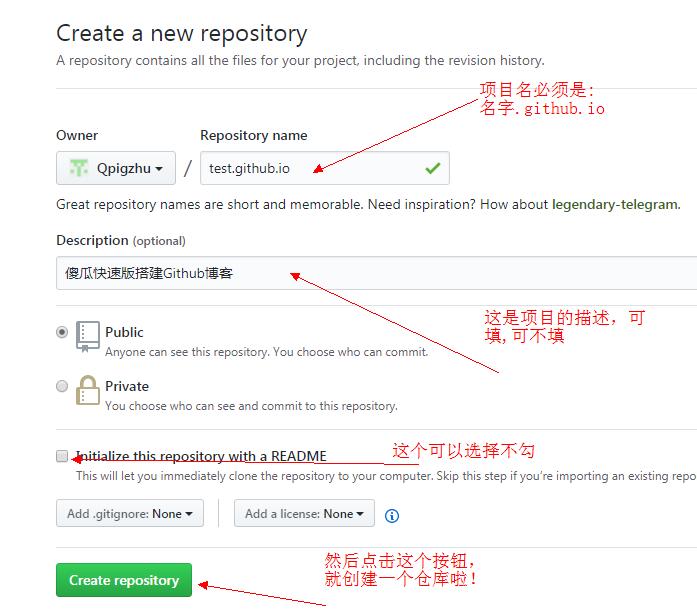 Create a new repository
A repository contains all the files for your project, including the revision history.
项目名必须是:
名字.github.io
Owner
Repository name
Qpigzhu / test.github.io
Great repository names are short and memorable. Need inspiration? How about legendary-telegram.
Description (optional)
傻瓜快速版搭建Github博客
这是项目的描述，可
填,可不填
Public
Anyone can see this repository. You choose who can commit.
Private
You choose who can see and commit to this repository.
Initialize this repository with a README
这个可以选择不勾
This will let you immediately clone the repository to your computer. Skip this step if you're importing an existing repo
Add .gitignore: None
Add a license: None
然后点击这个按钮，
就创建一个仓库啦！
Create repository